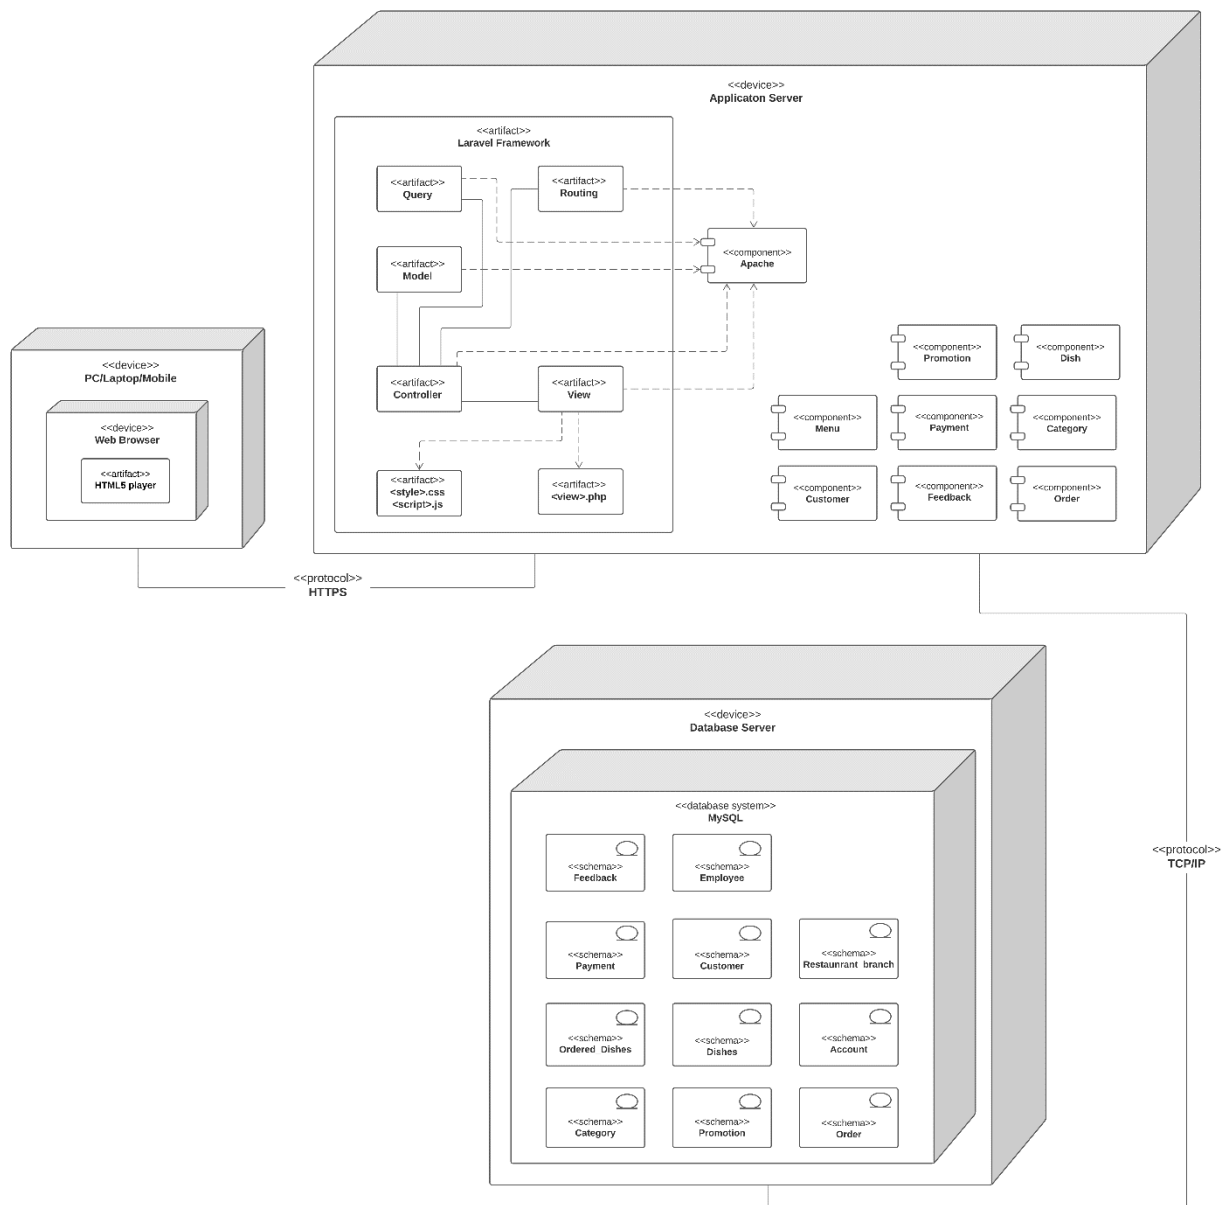 <<device>>
Applicaton Server
<<artifact>>
Laravel Framework
<<artifact>>
Query
<<artifact>>
Routing
<<artifact>>
Model
<<component>>
Apache
<<artifact>>
Controller
<<artifact>>
View
<<artifact>>
<style>.css
<script>.js
<<artifact>>
<view>.php
<<component>>
Promotion
<<component>>
Dish
<<component>>
Menu
<<component>>
Payment
<<component>>
Category
<<component>>
Customer
<<component>>
Feedback
<<component>>
Order
<<device>>
PC/Laptop/Mobile
<<device>>
Web Browser
<<artifact>>
HTML5 player
<<protocol>>
HTTPS
<<device>>
Database Server
<<database system>>
MySQL
<<schema>>
Feedback
<<schema>>
Employee
<<schema>>
Payment
<<schema>>
Customer
<<schema>>
Restaunrant_branch
<<schema>>
Ordered_Dishes
<<schema>>
Dishes
<<schema>>
Account
<<schema>>
Category
<<schema>>
Promotion
<<schema>>
Order
<<protocol>>
TCP/IP